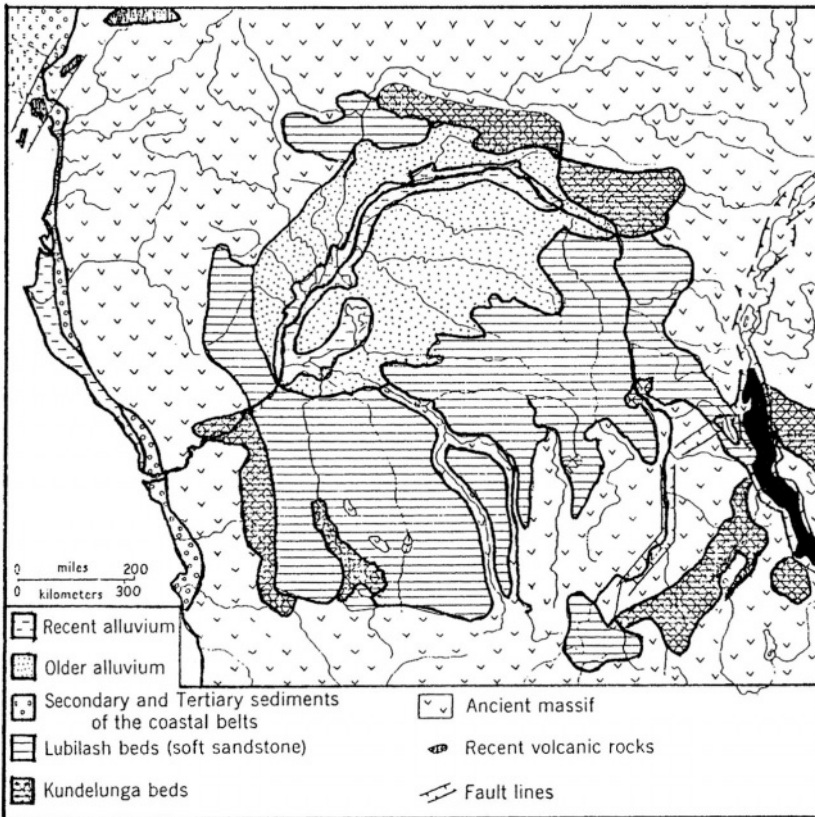 0 miles 200
0 kilometers 300
Recent alluvium
Older alluvium
Secondary and Tertiary sediments
of the coastal belts
Lubilash beds (soft sandstone)
Kundelunga beds
Ancient massif
Recent volcanic rocks
Fault lines